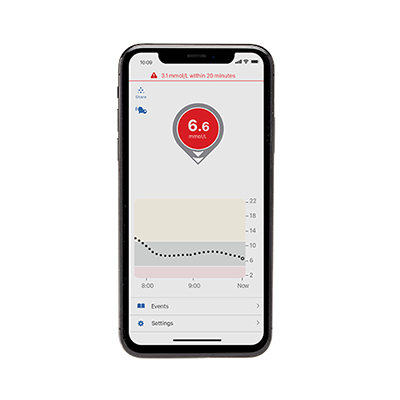 10:09
3.1 mmol/L within 20 minutes
Share
6.6
mmol/L
22
18
14
10
6
2
8:00 9:00 Now
Events
Settings